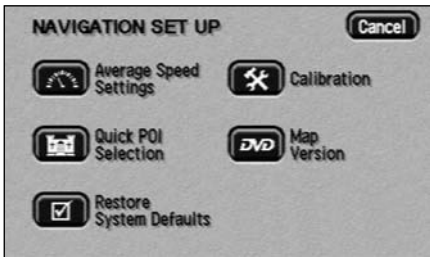 NAVIGATION SET UP
Cancel
Average Speed
Settings
Calibration
Quick POI
Selection
DVD
Map
Version
Restore
System Defaults